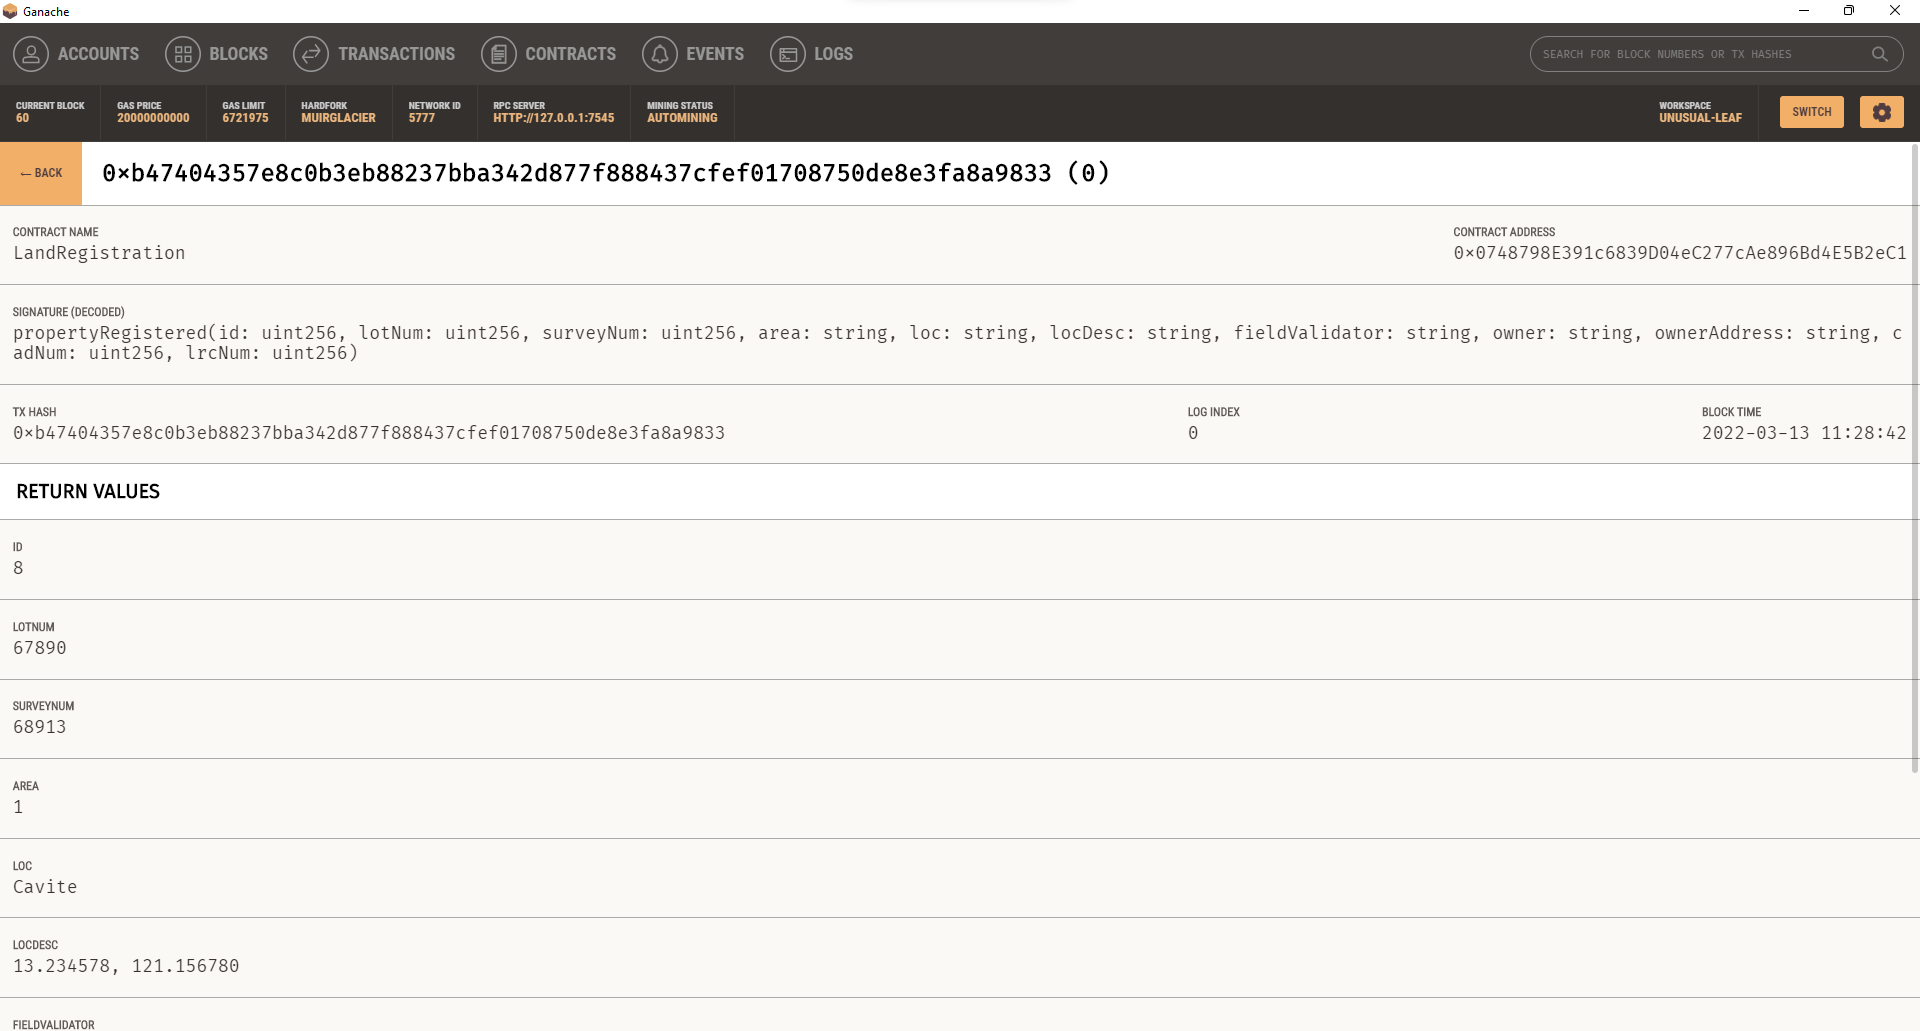 Ganache
ACCOUNTS BLOCKS TRANSACTIONS CONTRACTS EVENTS LOGS SEARCH FOR BLOCK NUMBERS OR TX HASHES
CURRENT BLOCK GAS PRICE GAS LIMIT HARDFORK NETWORK ID RPC SERVER MINING STATUS WORKSPACE
60 20000000000 6721975 MUIRGLACIER 5777 HTTP://127.0.0.1:7545 AUTOMINING UNUSUAL-LEAF SWITCH
← BACK 0×b47404357e8c0b3eb88237bba342d877f888437cfef01708750de8e3fa8a9833 (0)
CONTRACT NAME CONTRACT ADDRESS
LandRegistration 0×0748798E391c6839D04eC277cAe896Bd4E5B2eC1
SIGNATURE (DECODED)
propertyRegistered(id: uint256, lotNum: uint256, surveyNum: uint256, area: string, loc: string, locDesc: string, fieldValidator: string, owner: string, ownerAddress: string, c
adNum: uint256, lrcNum: uint256)
TX HASH LOG INDEX BLOCK TIME
0×b47404357e8c0b3eb88237bba342d877f888437cfef01708750de8e3fa8a9833 0 2022-03-13 11:28:42
RETURN VALUES
ID
8
LOTNUM
67890
SURVEYNUM
68913
AREA
1
LOC
Cavite
LOCDESC
13.234578, 121.156780
FIELDVALIDATOR